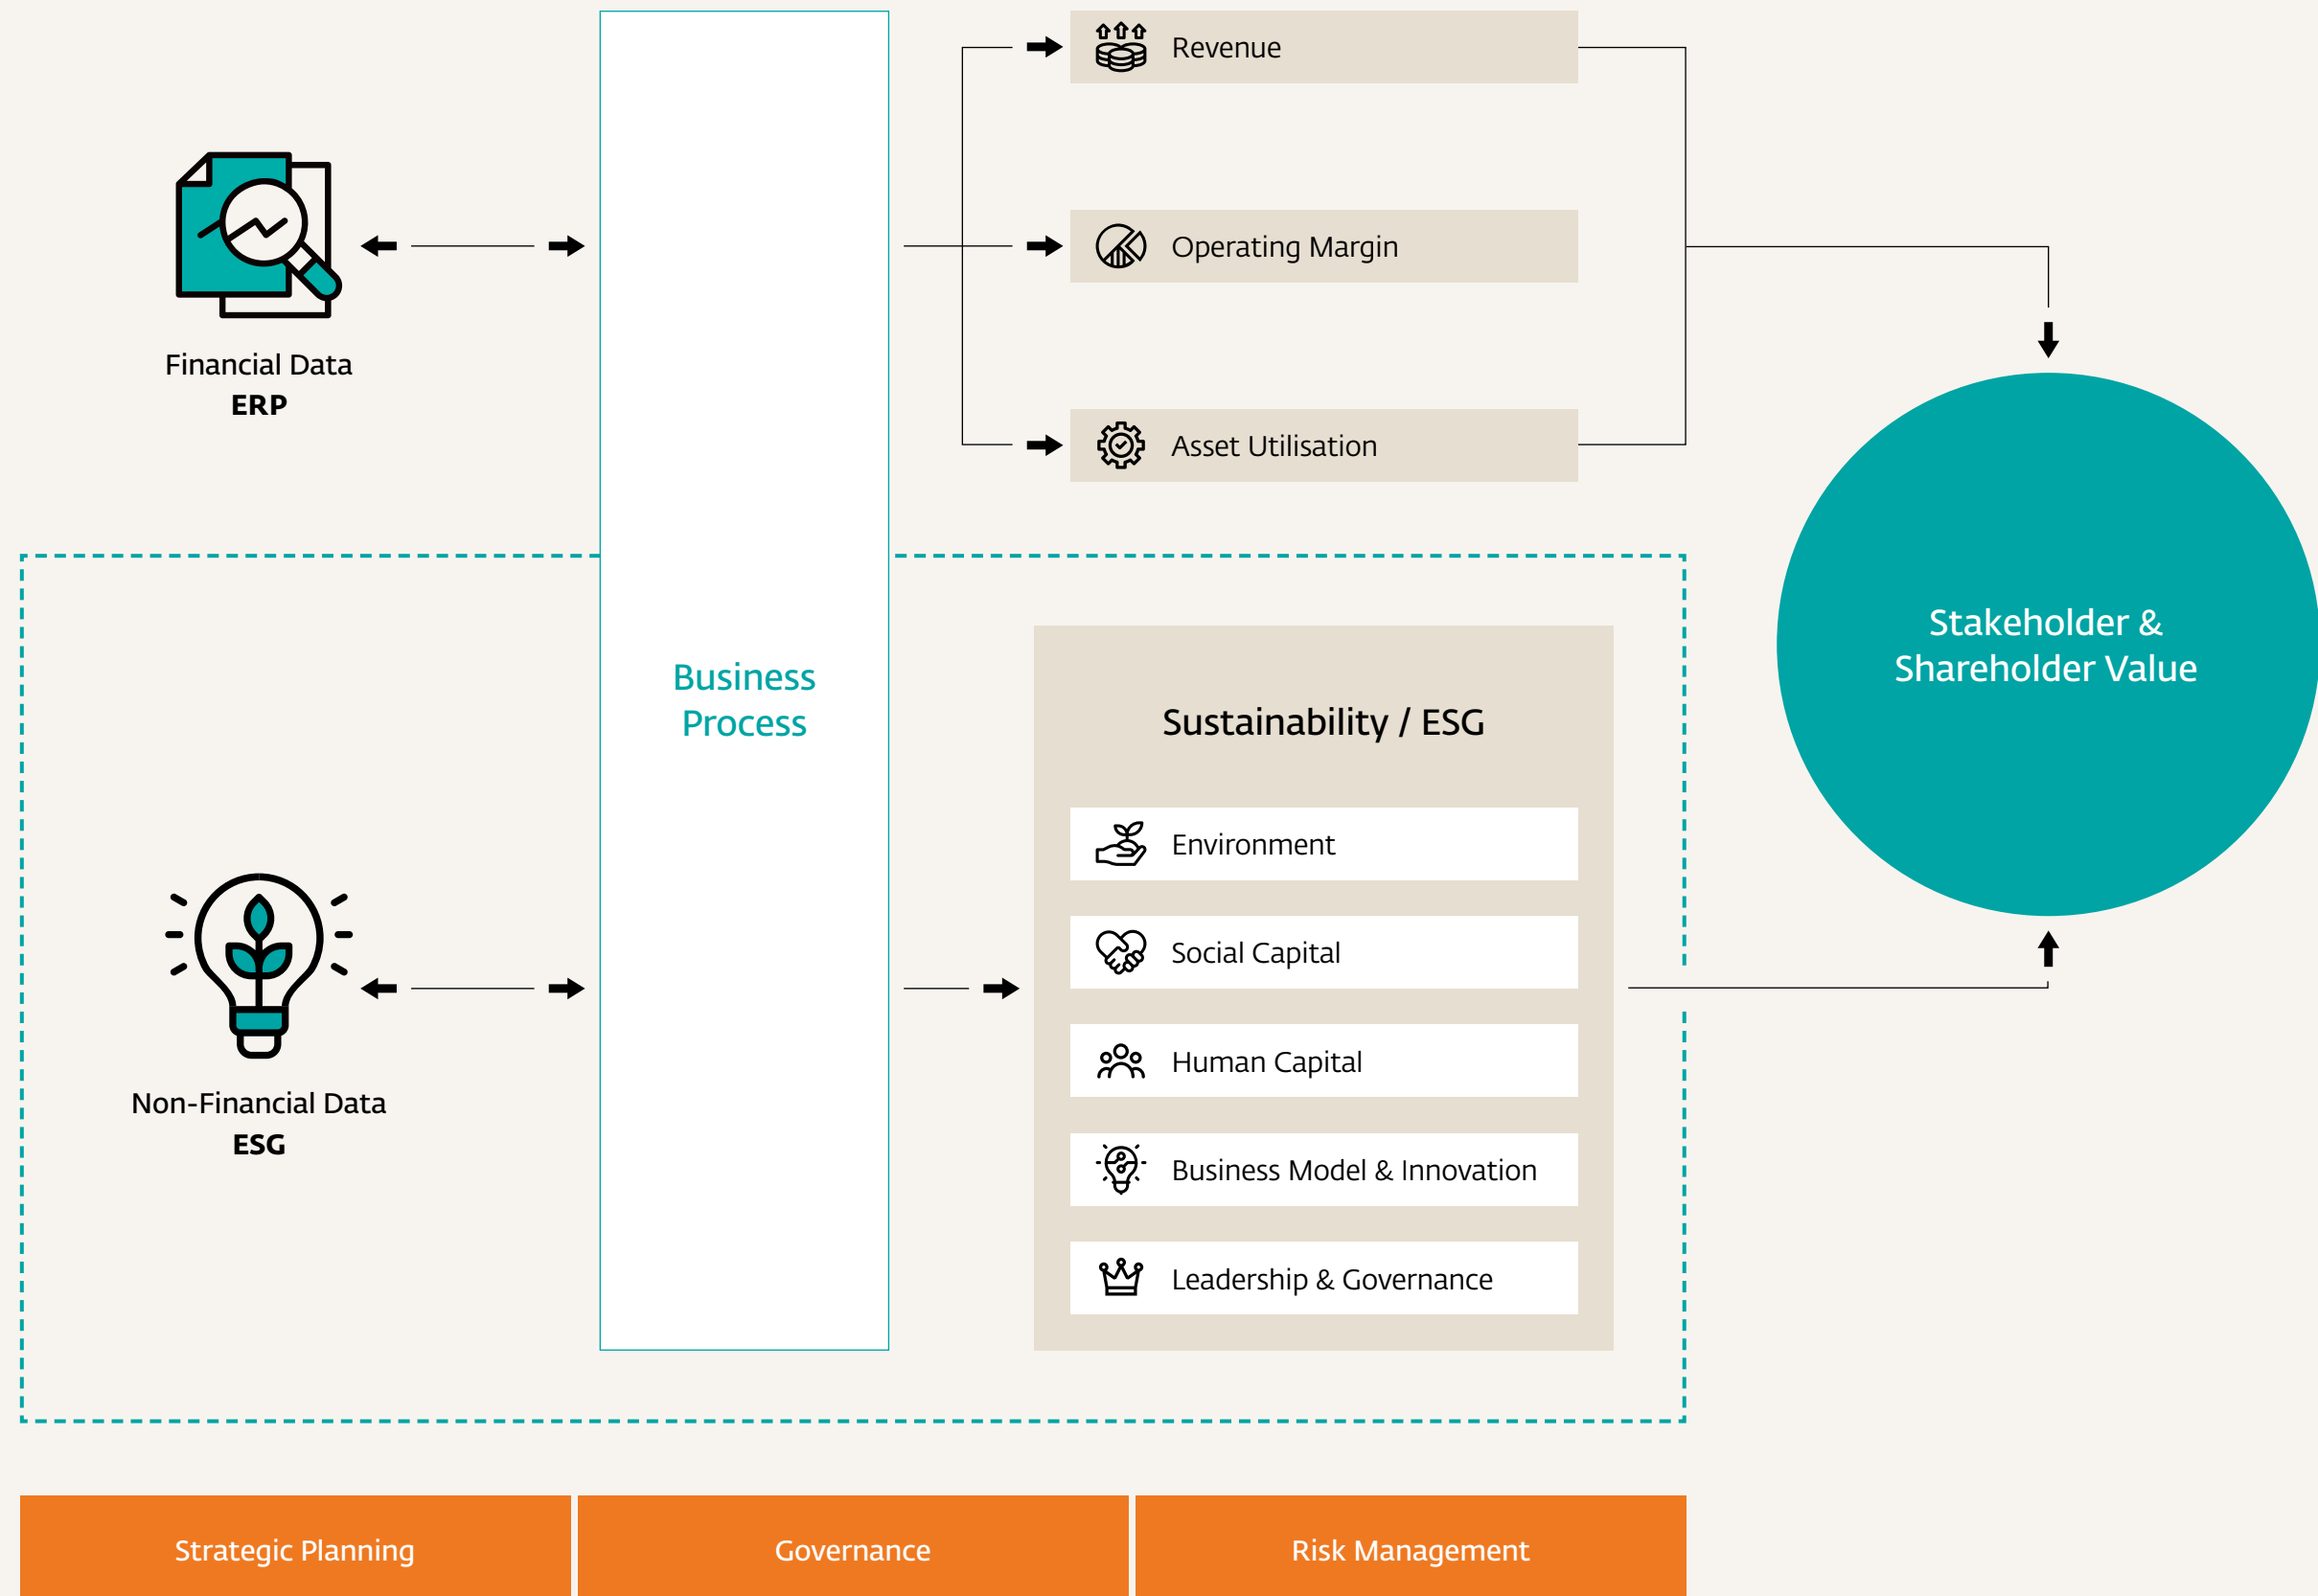 Revenue
Operating Margin
Asset Utilisation
Financial Data
ERP
Business
Process
Stakeholder &
Shareholder Value
Sustainability / ESG
Environment
Social Capital
Human Capital
Business Model & Innovation
Leadership & Governance
Non-Financial Data
ESG
Strategic Planning
Governance
Risk Management